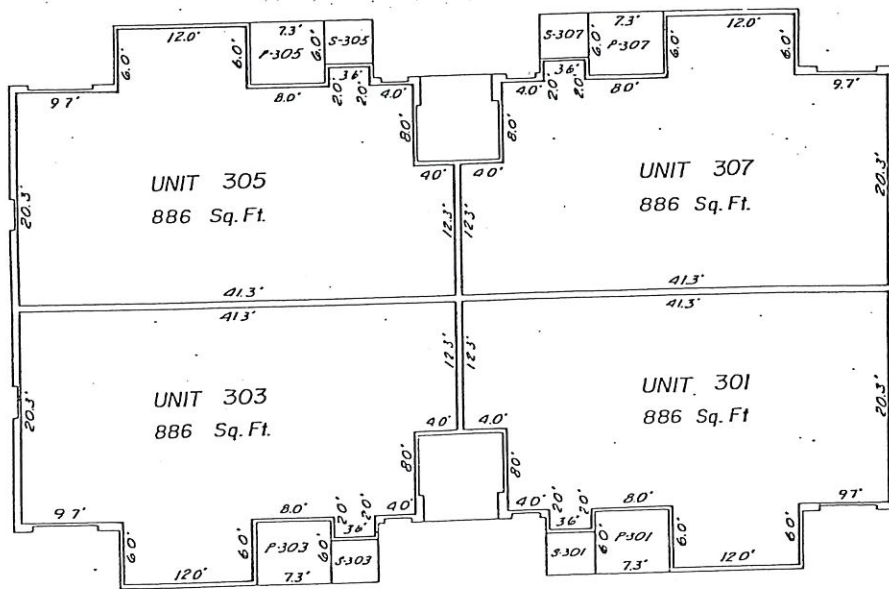 12.0' 7.3' S-305 S-307 7.3' 12.0'
6.0' 6.0' P-305 6.0' 6.0' P-307 6.0' 6.0'
9.7' 8.0' 2.0' 3.6' 2.0' 4.0' 4.0' 2.0' 3.6' 2.0' 8.0' 9.7'
8.0' 8.0'
4.0' 4.0'
UNIT 305 UNIT 307
886 Sq. Ft. 886 Sq. Ft.
20.3' 12.3' 12.3' 20.3'
41.3' 41.3'
41.3' 41.3'
20.3' 12.3' 12.3' 20.3'
UNIT 303 UNIT 301
886 Sq. Ft. 886 Sq. Ft
4.0' 4.0'
8.0' 8.0'
9.7' 8.0' 2.0' 3.6' 2.0' 4.0' 4.0' 2.0' 3.6' 2.0' 8.0' 9.7'
6.0' 6.0' P-303 6.0' S-303 S-301 6.0' P-301 6.0' 6.0'
12.0' 7.3' 7.3' 12.0'